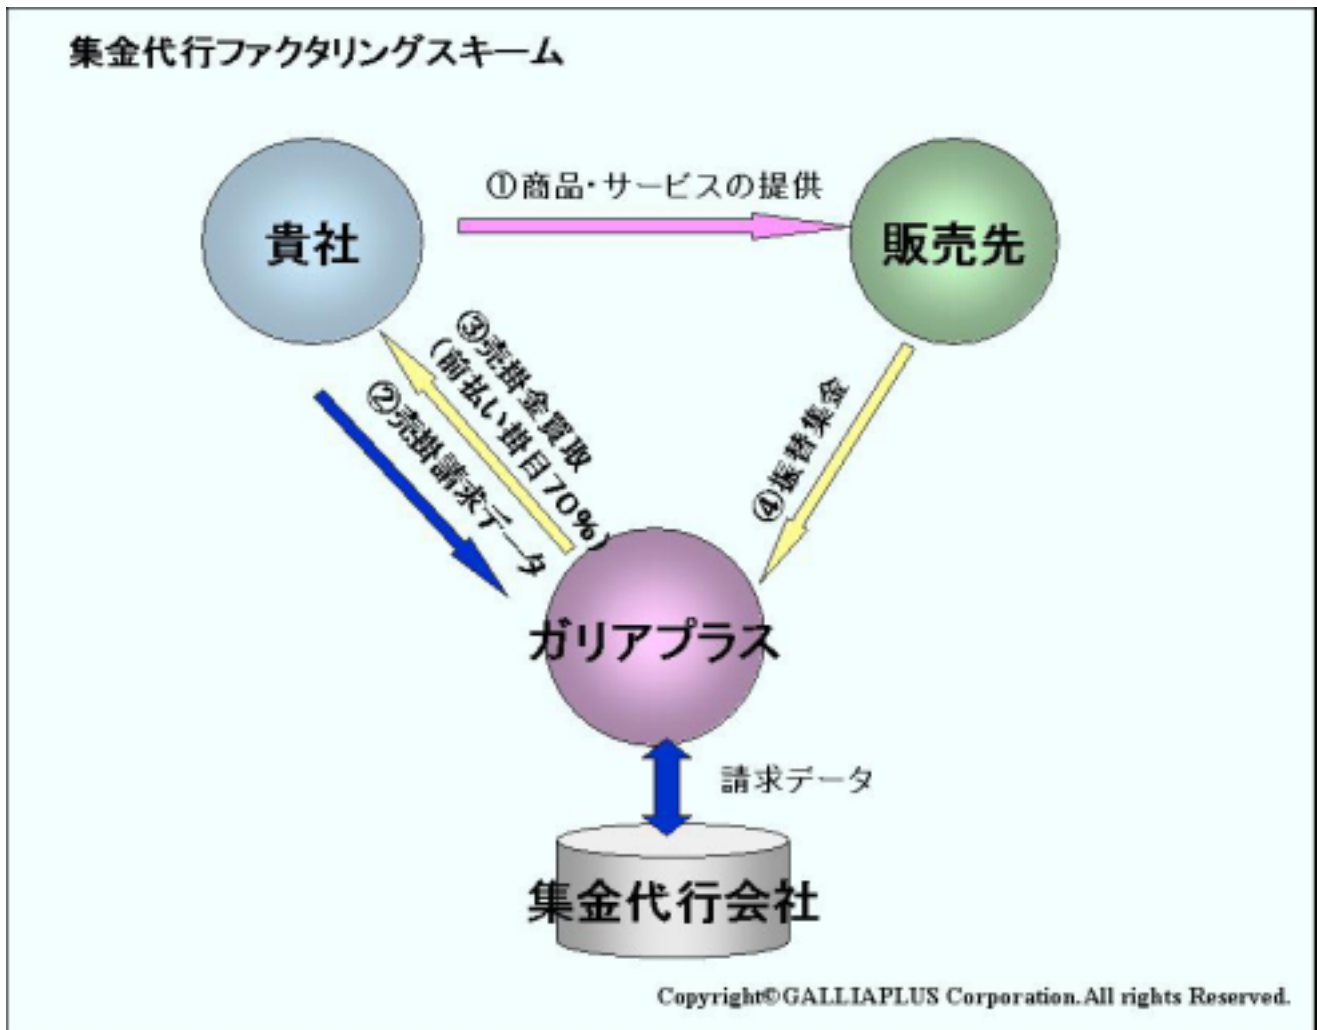 集金代行ファクタリングスキーム
①商品・サービスの提供
貴社
販売先
③売掛金買取
(前払い掛目70%)
②売掛請求データ
④振替集金
ガリアプラス
請求データ
集金代行会社
Copyright©GALLIAPLUS Corporation.All rights Reserved.